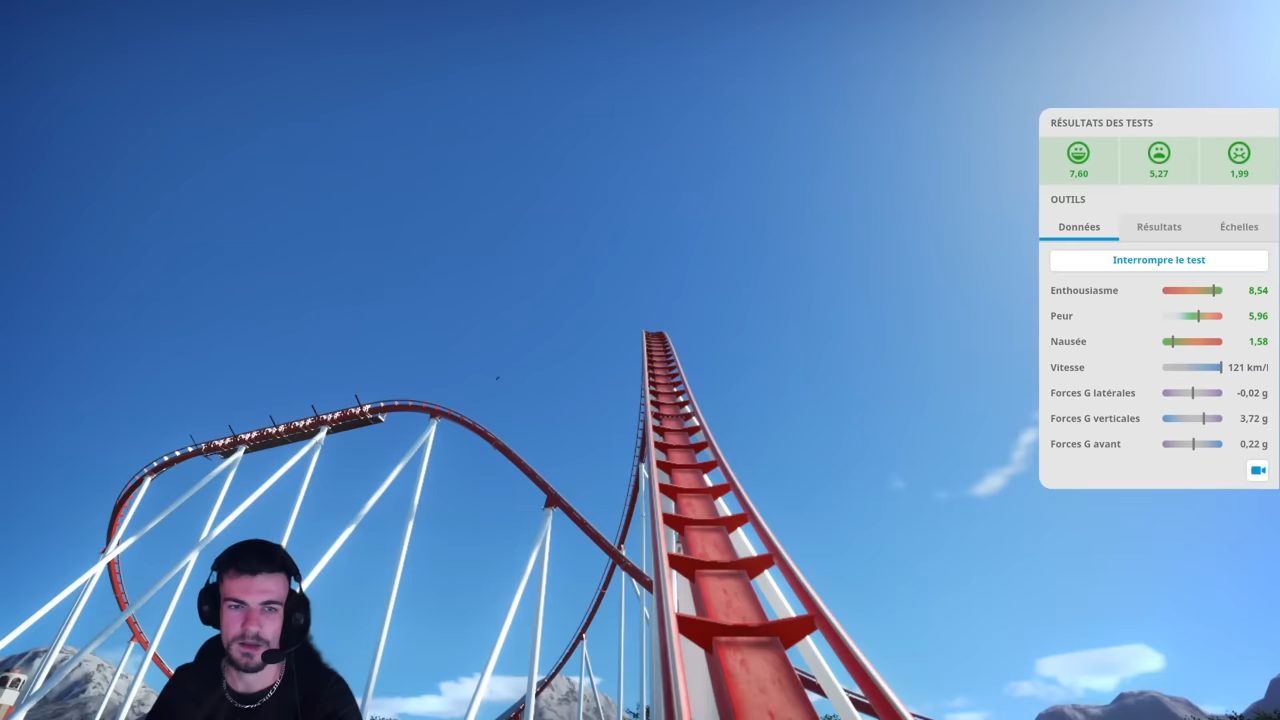 RÉSULTATS DES TESTS
7,60 5,27 1,99
OUTILS
Données Résultats Échelles
Interrompre le test
Enthousiasme 8,54
Peur 5,96
Nausée 1,58
Vitesse 121 km/
Forces G latérales -0,02 g
Forces G verticales 3,72 g
Forces G avant 0,22 g